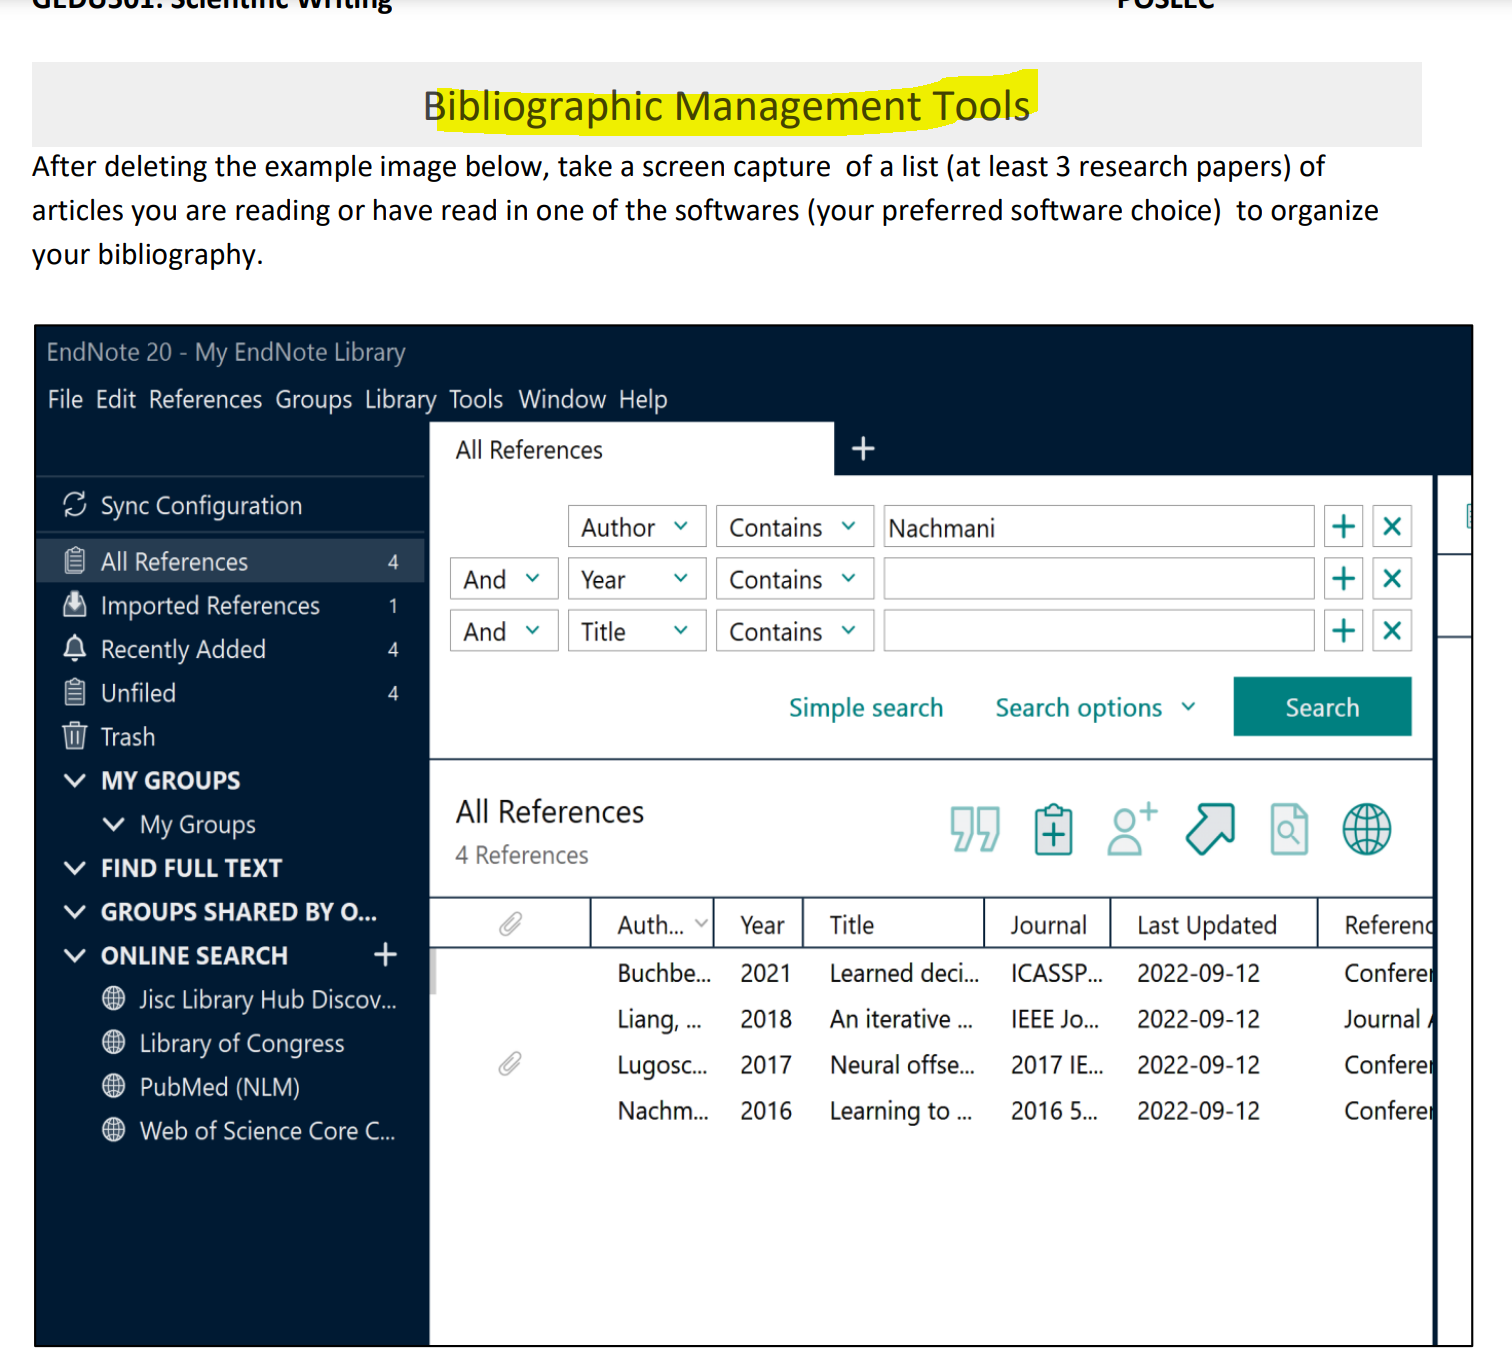 GEDU501: Scientific Writing POSLEC
Bibliographic Management Tools
After deleting the example image below, take a screen capture  of a list (at least 3 research papers) of
articles you are reading or have read in one of the softwares (your preferred software choice)  to organize
your bibliography.
EndNote 20 - My EndNote Library
File Edit References Groups Library Tools Window Help
All References
Sync Configuration
All References 4
Imported References 1
Recently Added 4
Unfiled 4
Trash
MY GROUPS
My Groups
FIND FULL TEXT
GROUPS SHARED BY O...
ONLINE SEARCH +
Jisc Library Hub Discov...
Library of Congress
PubMed (NLM)
Web of Science Core C...
Author Contains Nachmani
And Year Contains
And Title Contains
Simple search Search options Search
All References
4 References
Auth... Year Title Journal Last Updated Referenc
Buchbe... 2021 Learned deci... ICASSP... 2022-09-12 Confere
Liang, ... 2018 An iterative ... IEEE Jo... 2022-09-12 Journal
Lugosc... 2017 Neural offse... 2017 IE... 2022-09-12 Confere
Nachm... 2016 Learning to ... 2016 5... 2022-09-12 Confere